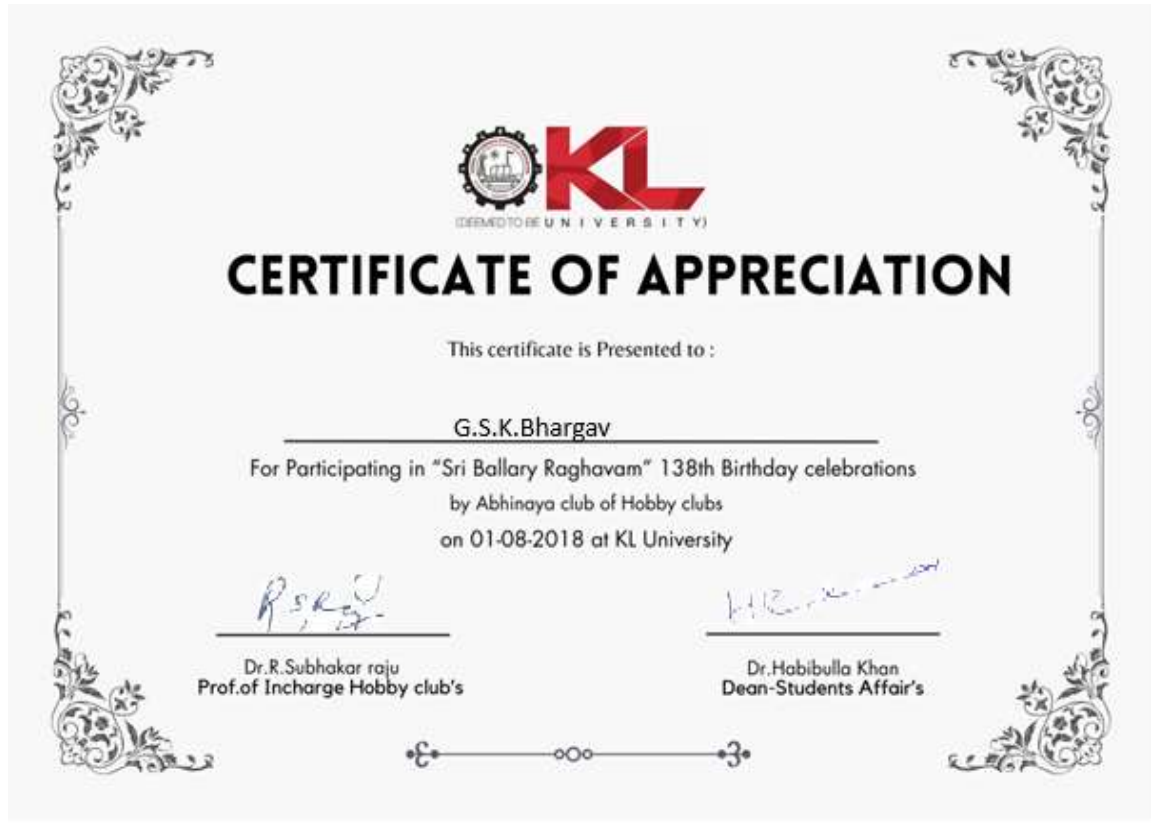 KL
(DEEMED TO BE UNIVERSITY)
CERTIFICATE OF APPRECIATION
This certificate is Presented to :
G.S.K.Bhargav
For Participating in “Sri Ballary Raghavam” 138th Birthday celebrations
by Abhinaya club of Hobby clubs
on 01-08-2018 at KL University
Dr.R.Subhakar raju
Prof.of Incharge Hobby club's
Dr.Habibulla Khan
Dean-Students Affair's